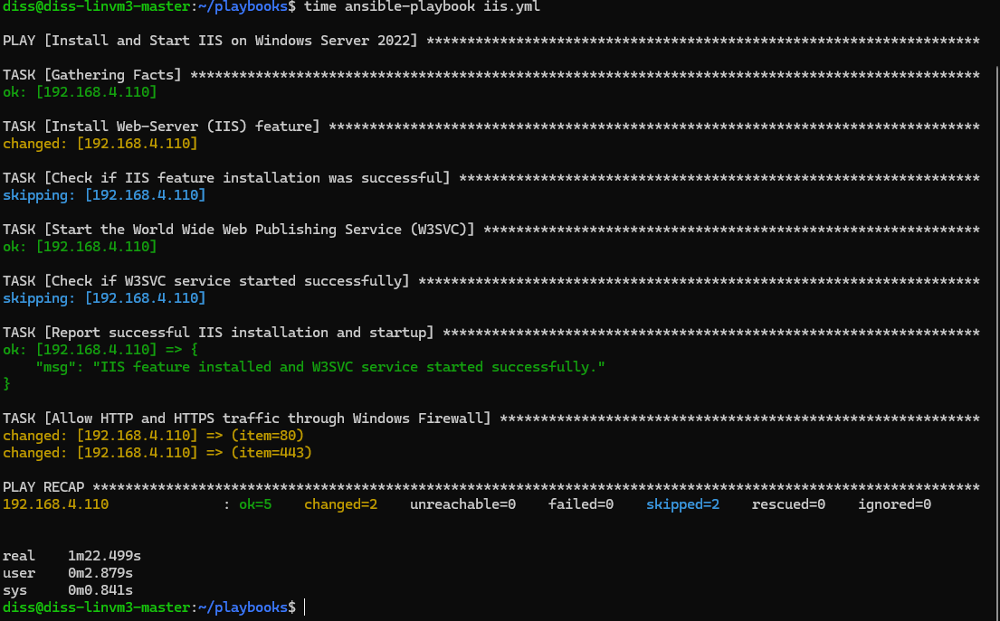 diss@diss-linvm3-master:~/playbooks$ time ansible-playbook iis.yml
PLAY [Install and Start IIS on Windows Server 2022] ********************************************************************
TASK [Gathering Facts] *************************************************************************************************
ok: [192.168.4.110]
TASK [Install Web-Server (IIS) feature] ********************************************************************************
changed: [192.168.4.110]
TASK [Check if IIS feature installation was successful] ****************************************************************
skipping: [192.168.4.110]
TASK [Start the World Wide Web Publishing Service (W3SVC)] *************************************************************
ok: [192.168.4.110]
TASK [Check if W3SVC service started successfully] *********************************************************************
skipping: [192.168.4.110]
TASK [Report successful IIS installation and startup] ******************************************************************
ok: [192.168.4.110] => {
    "msg": "IIS feature installed and W3SVC service started successfully."
}
TASK [Allow HTTP and HTTPS traffic through Windows Firewall] ***********************************************************
changed: [192.168.4.110] => (item=80)
changed: [192.168.4.110] => (item=443)
PLAY RECAP *************************************************************************************************************
192.168.4.110              : ok=5    changed=2    unreachable=0    failed=0    skipped=2    rescued=0    ignored=0
real    1m22.499s
user    0m2.879s
sys     0m0.841s
diss@diss-linvm3-master:~/playbooks$